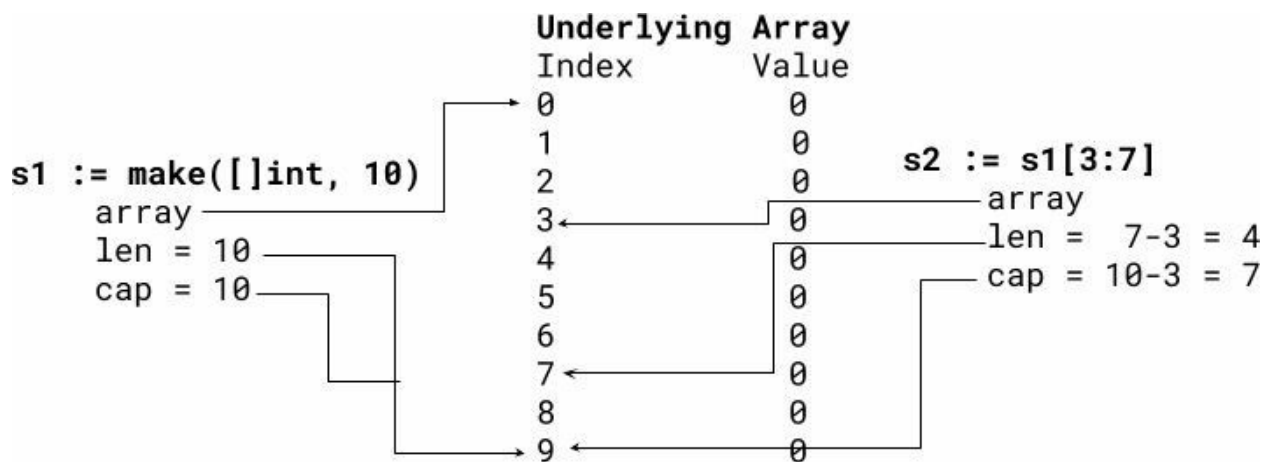 Underlying Array
Index Value
0 0
1 0
2 0
3 0
4 0
5 0
6 0
7 0
8 0
9 0
s1 := make([]int, 10)
array
len = 10
cap = 10
s2 := s1[3:7]
array
len = 7-3 = 4
cap = 10-3 = 7